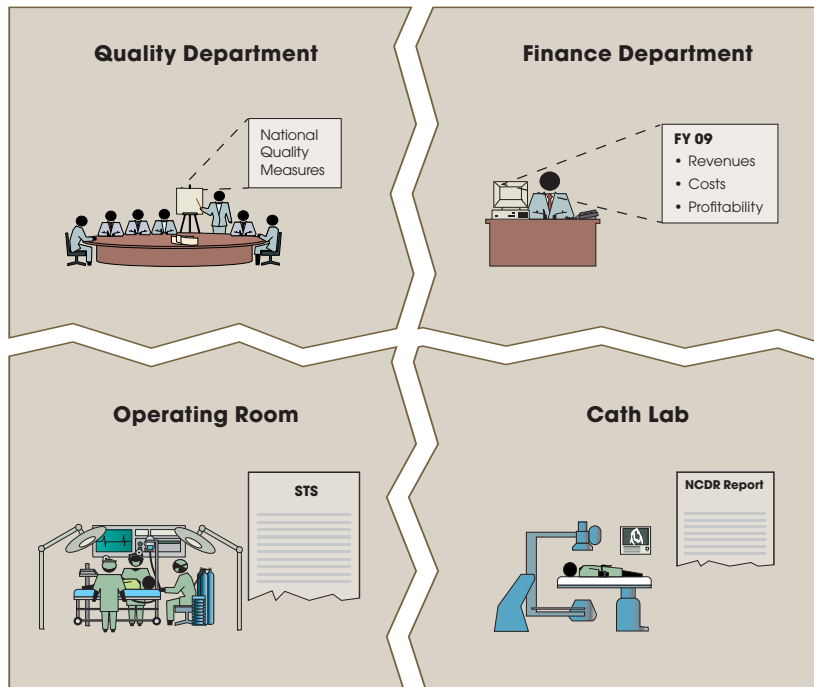 Quality Department
National
Quality
Measures
Finance Department
FY 09
• Revenues
• Costs
• Profitability
Operating Room
STS
Cath Lab
NCDR Report